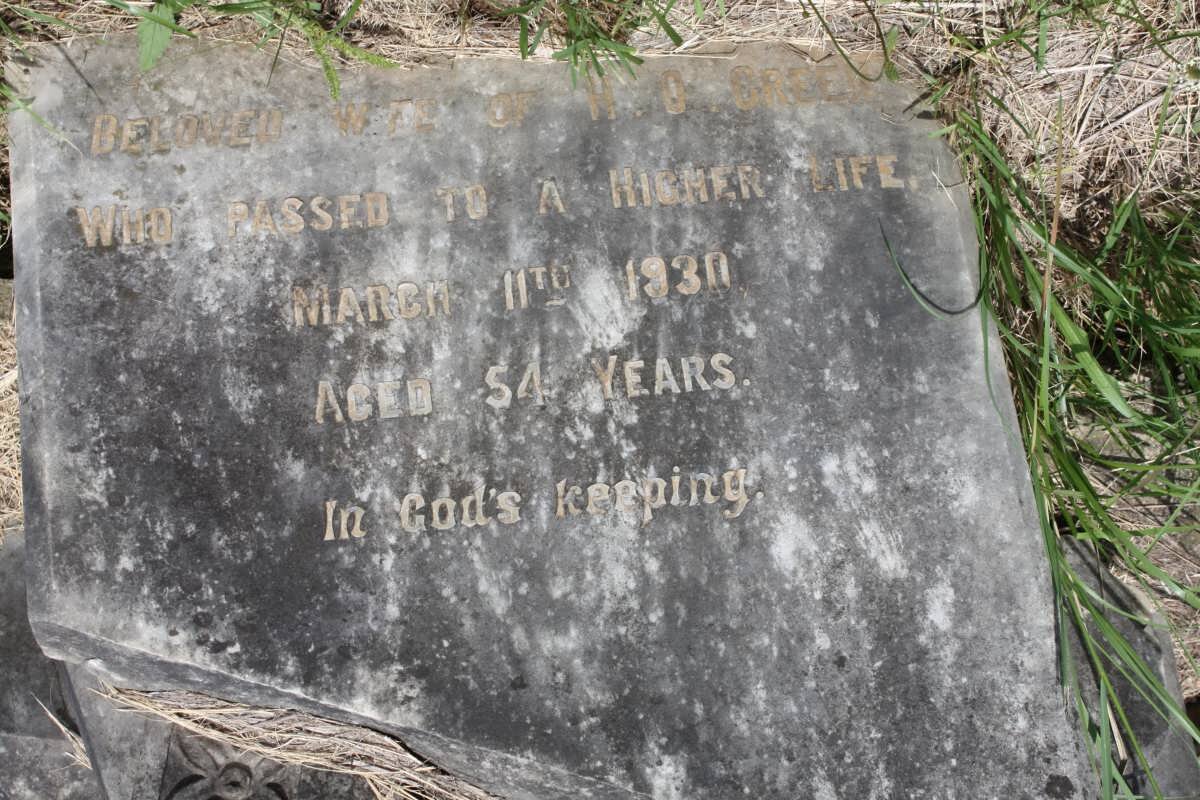 BELOVED WIFE OF H. O. GREEN
WHO PASSED TO A HIGHER LIFE,
MARCH 11TH 1930,
AGED 54 YEARS.
In God's keeping.